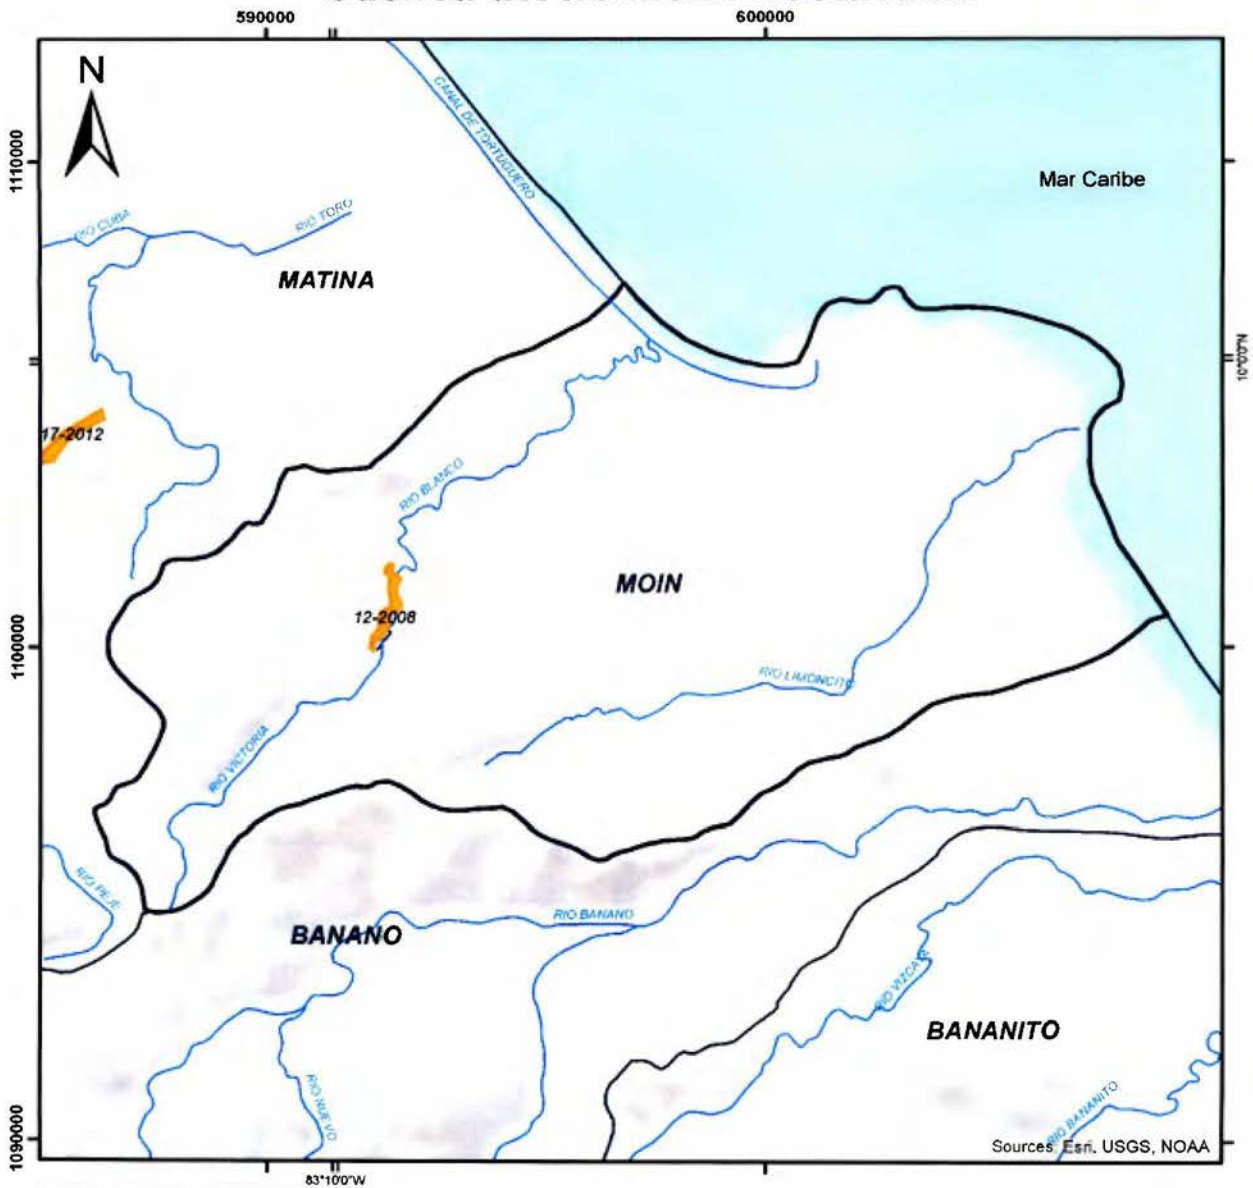 590000
600000
N
1110000
CANAL DE TORTUGUERO
Mar Caribe
RIO CUBA
RIO TORO
MATINA
10°0'0"N
17-2012
RIO BLANCO
MOIN
12-2008
1100000
RIO LIMONCITO
RIO VICTORIA
RIO PEJE
RIO BANANO
BANANO
RIO VIZCAYA
BANANITO
RIO NUEVO
RIO BANANITO
1090000
Sources: Esri, USGS, NOAA
83°10'0"W